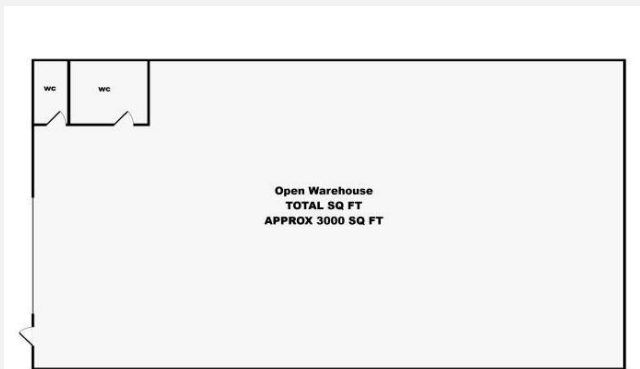 wc
wc
Open Warehouse
TOTAL SQ FT
APPROX 3000 SQ FT